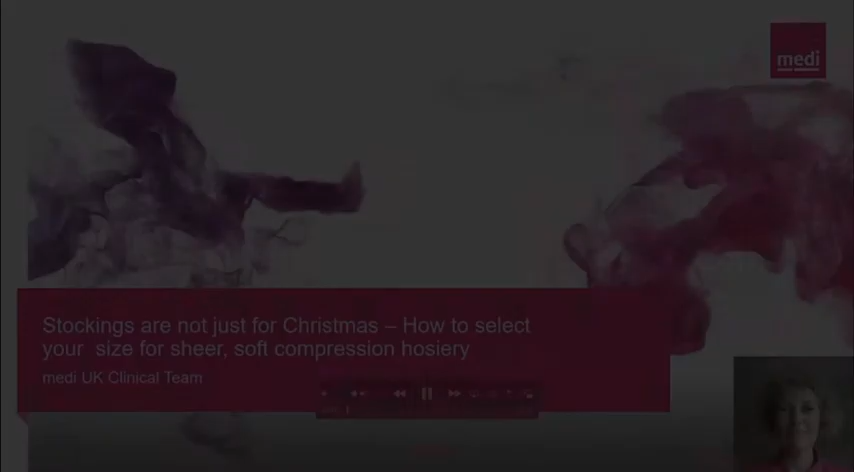 medi
Stockings are not just for Christmas – How to select
your size for sheer, soft compression hosiery
medi UK Clinical Team